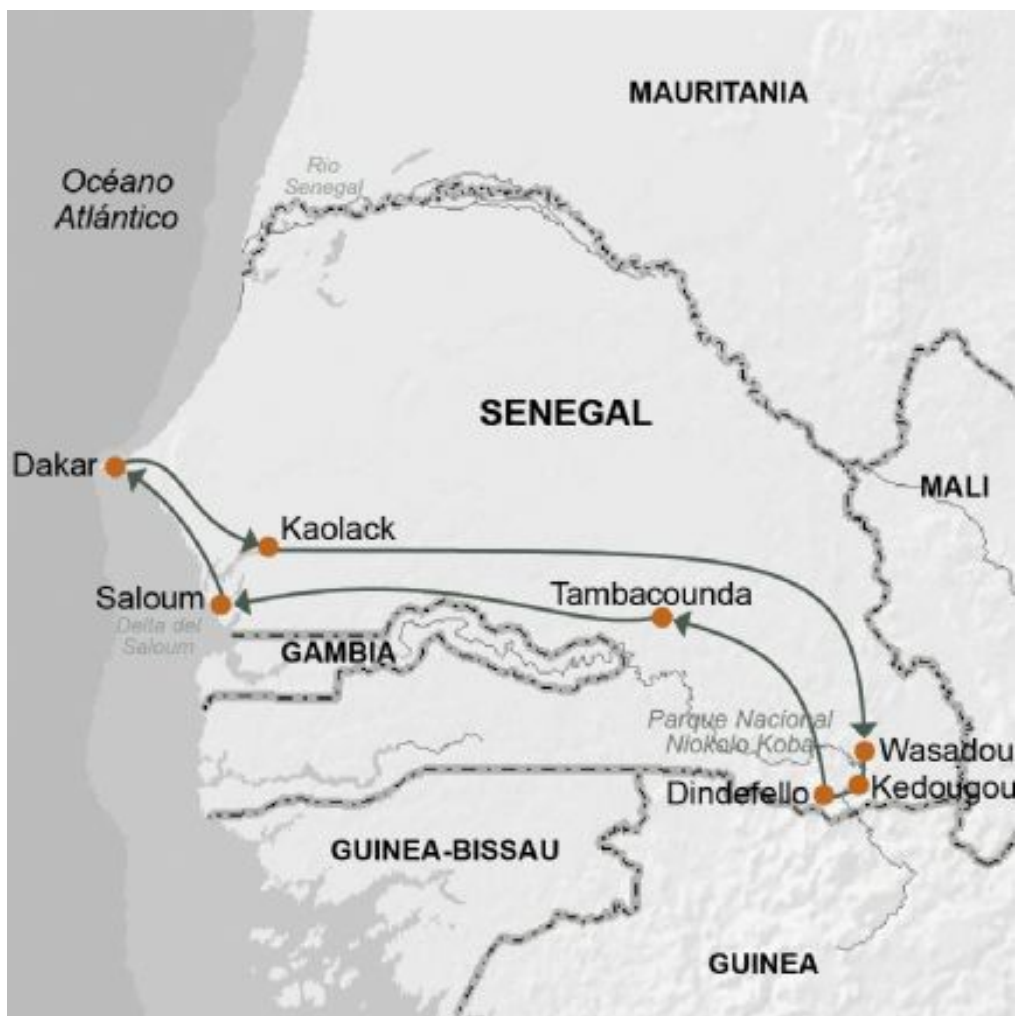 MAURITANIA
Río
Senegal
Océano
Atlántico
SENEGAL
Dakar
MALI
Kaolack
Tambacounda
Saloum
Delta del
Saloum
GAMBIA
Parque Nacional
Niokolo Koba
Wasadou
Kedougou
Dindefello
GUINEA-BISSAU
GUINEA